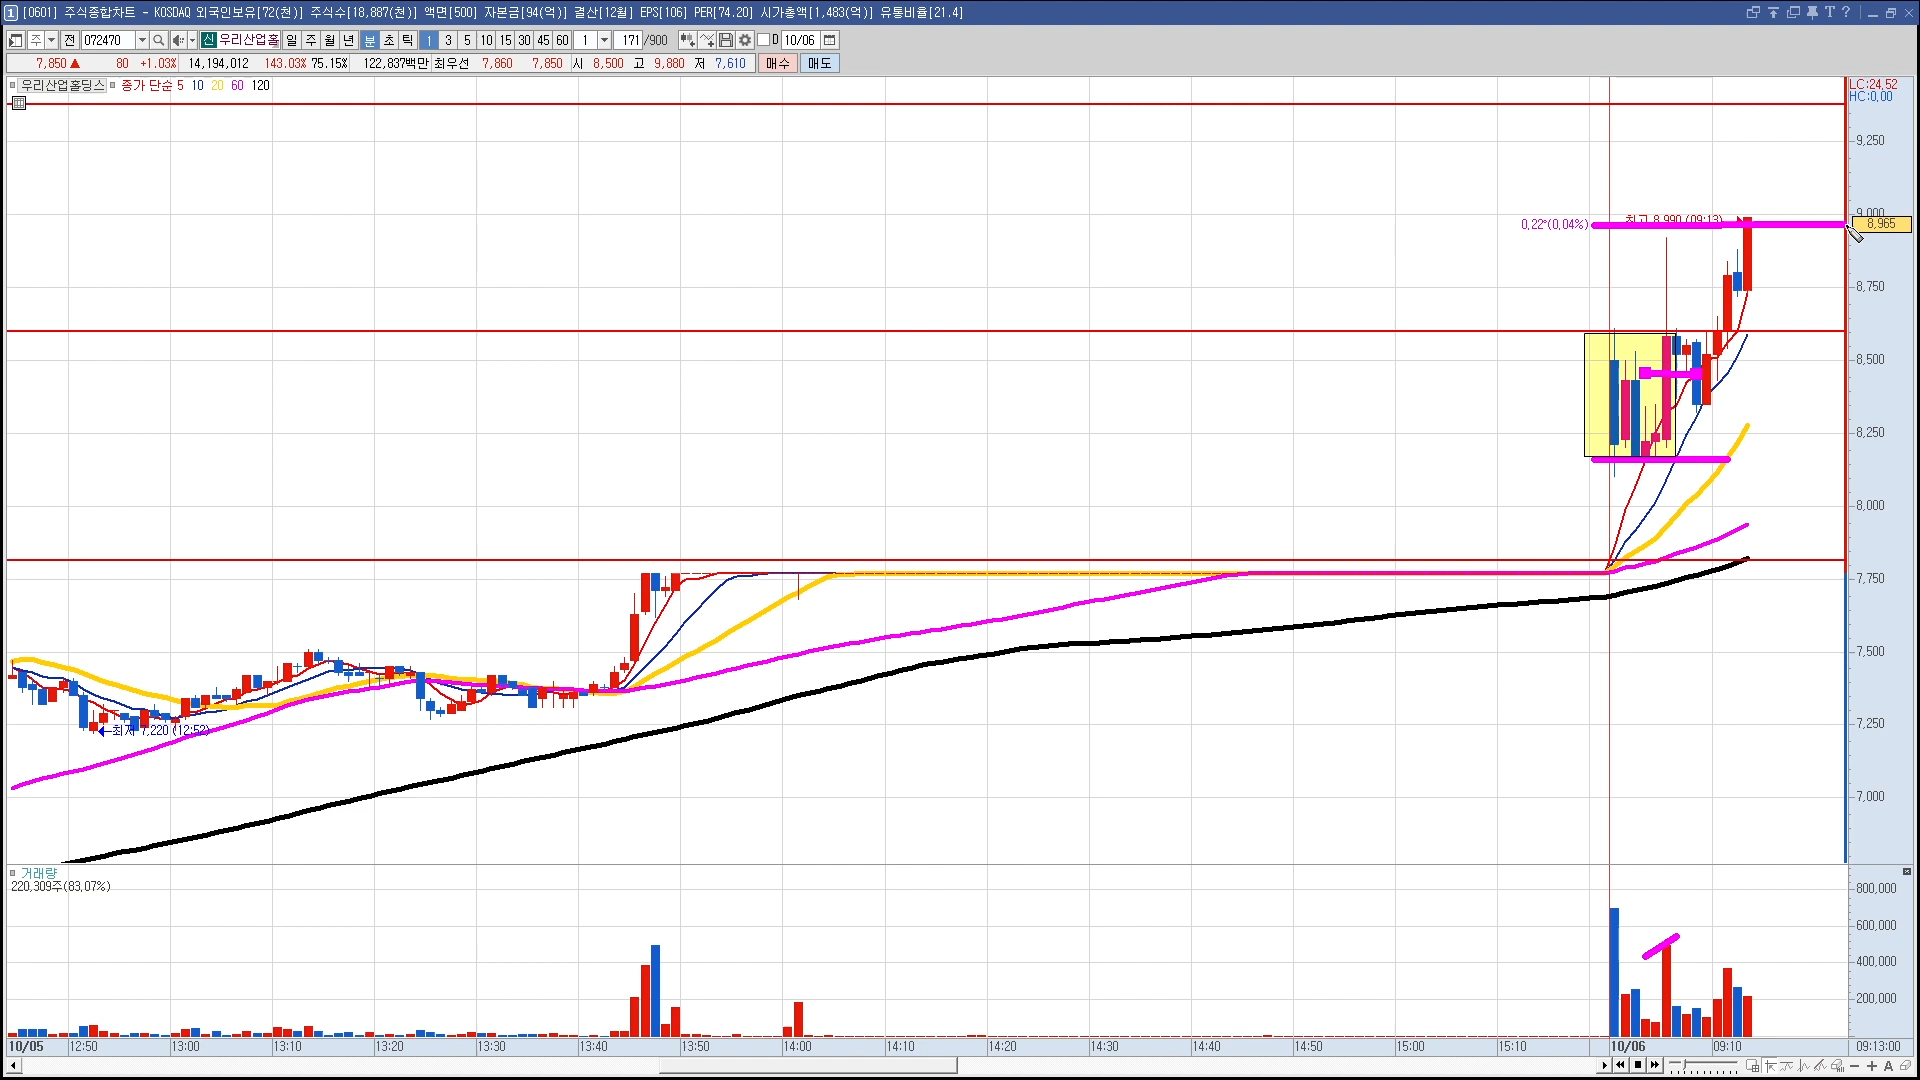 1 [0601] 주식종합차트 - KOSDAQ 외국인보유[72(천)] 주식수[18,887(천)] 액면[500] 자본금[94(억)] 결산[12월] EPS[106] PER[74.20] 시가총액[1,483(억)] 유통비율[21.4] T ?
주 전 072470 신 우리산업홀 일 주 월 년 분 초 틱 1 3 5 10 15 30 45 60 1 171 /900 D 10/06
7,850 ▲ 80 +1.03% 14,194,012 143.03% 75.15% 122,837백만 최우선 7,860 7,850 시 8,500 고 9,880 저 7,610 매수 매도
우리산업홀딩스 종가 단순 5 10 20 60 120
LC:24.52
HC:0.00
9,250
9,000
0.22°(0.04%) 최고 8,990 (09:13) 8,965
8,750
8,500
8,250
8,000
7,750
7,500
7,250
최저 7,220 (12:52)
7,000
거래량
220,309주(83.07%)
800,000
600,000
400,000
200,000
10/05 12:50 13:00 13:10 13:20 13:30 13:40 13:50 14:00 14:10 14:20 14:30 14:40 14:50 15:00 15:10 10/06 09:10 09:13:00
A